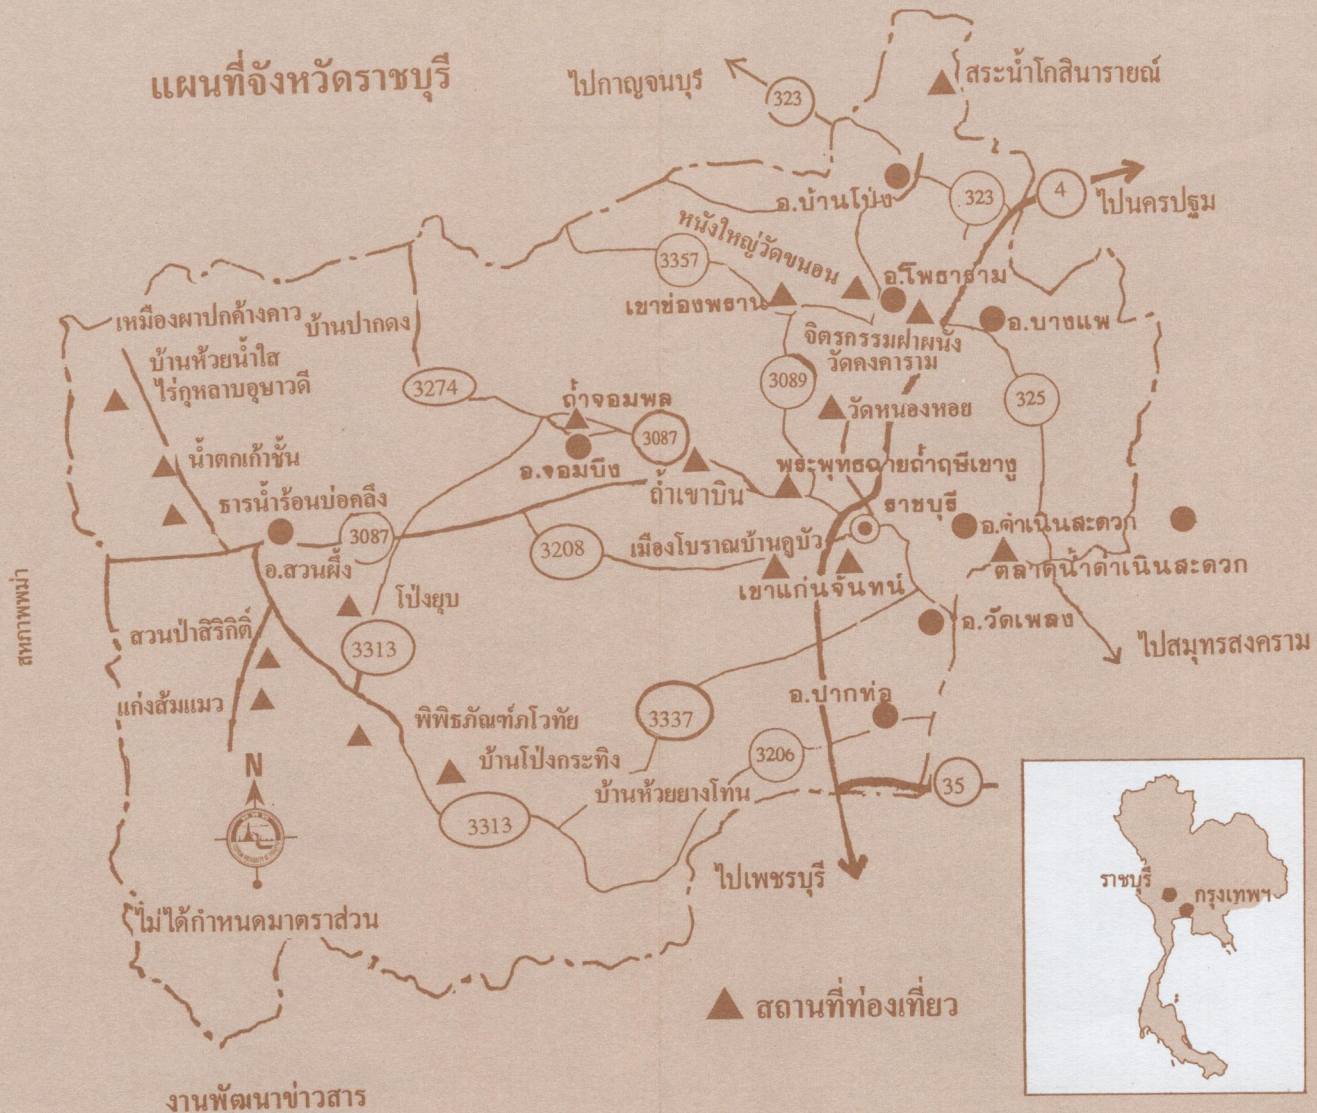 แผนที่จังหวัดราชบุรี
ไปกาญจนบุรี
323
สระน้ำโกสินารายณ์
อ.บ้านโป่ง
323
4
ไปนครปฐม
หนังใหญ่วัดขนอน
3357
อ.โพธาราม
เขาช่องพราน
อ.บางแพ
เหมืองผาปกค้างคาว
บ้านปากดง
จิตรกรรมฝาผนัง
วัดคงคาราม
บ้านห้วยน้ำใส
ไร่กุหลาบอุษาวดี
3274
3089
325
ถ้ำจอมพล
วัดหนองหอย
3087
น้ำตกเก้าชั้น
อ.จอมบึง
พระพุทธฉายถ้ำฤษีเขางู
ถ้ำเขาบิน
ธารน้ำร้อนบ่อคลึง
ราชบุรี
อ.ดำเนินสะดวก
3087
3208
เมืองโบราณบ้านคูบัว
ตลาดน้ำดำเนินสะดวก
อ.สวนผึ้ง
เขาแก่นจันทน์
โป่งยุบ
สหภาพพม่า
สวนป่าสิริกิติ์
3313
อ.วัดเพลง
ไปสมุทรสงคราม
แก่งส้มแมว
อ.ปากท่อ
พิพิธภัณฑ์ภโวทัย
3337
บ้านโป่งกระทิง
3206
N
บ้านห้วยยางโทน
35
3313
ไปเพชรบุรี
ราชบุรี
กรุงเทพฯ
ไม่ได้กำหนดมาตราส่วน
สถานที่ท่องเที่ยว
งานพัฒนาข่าวสาร